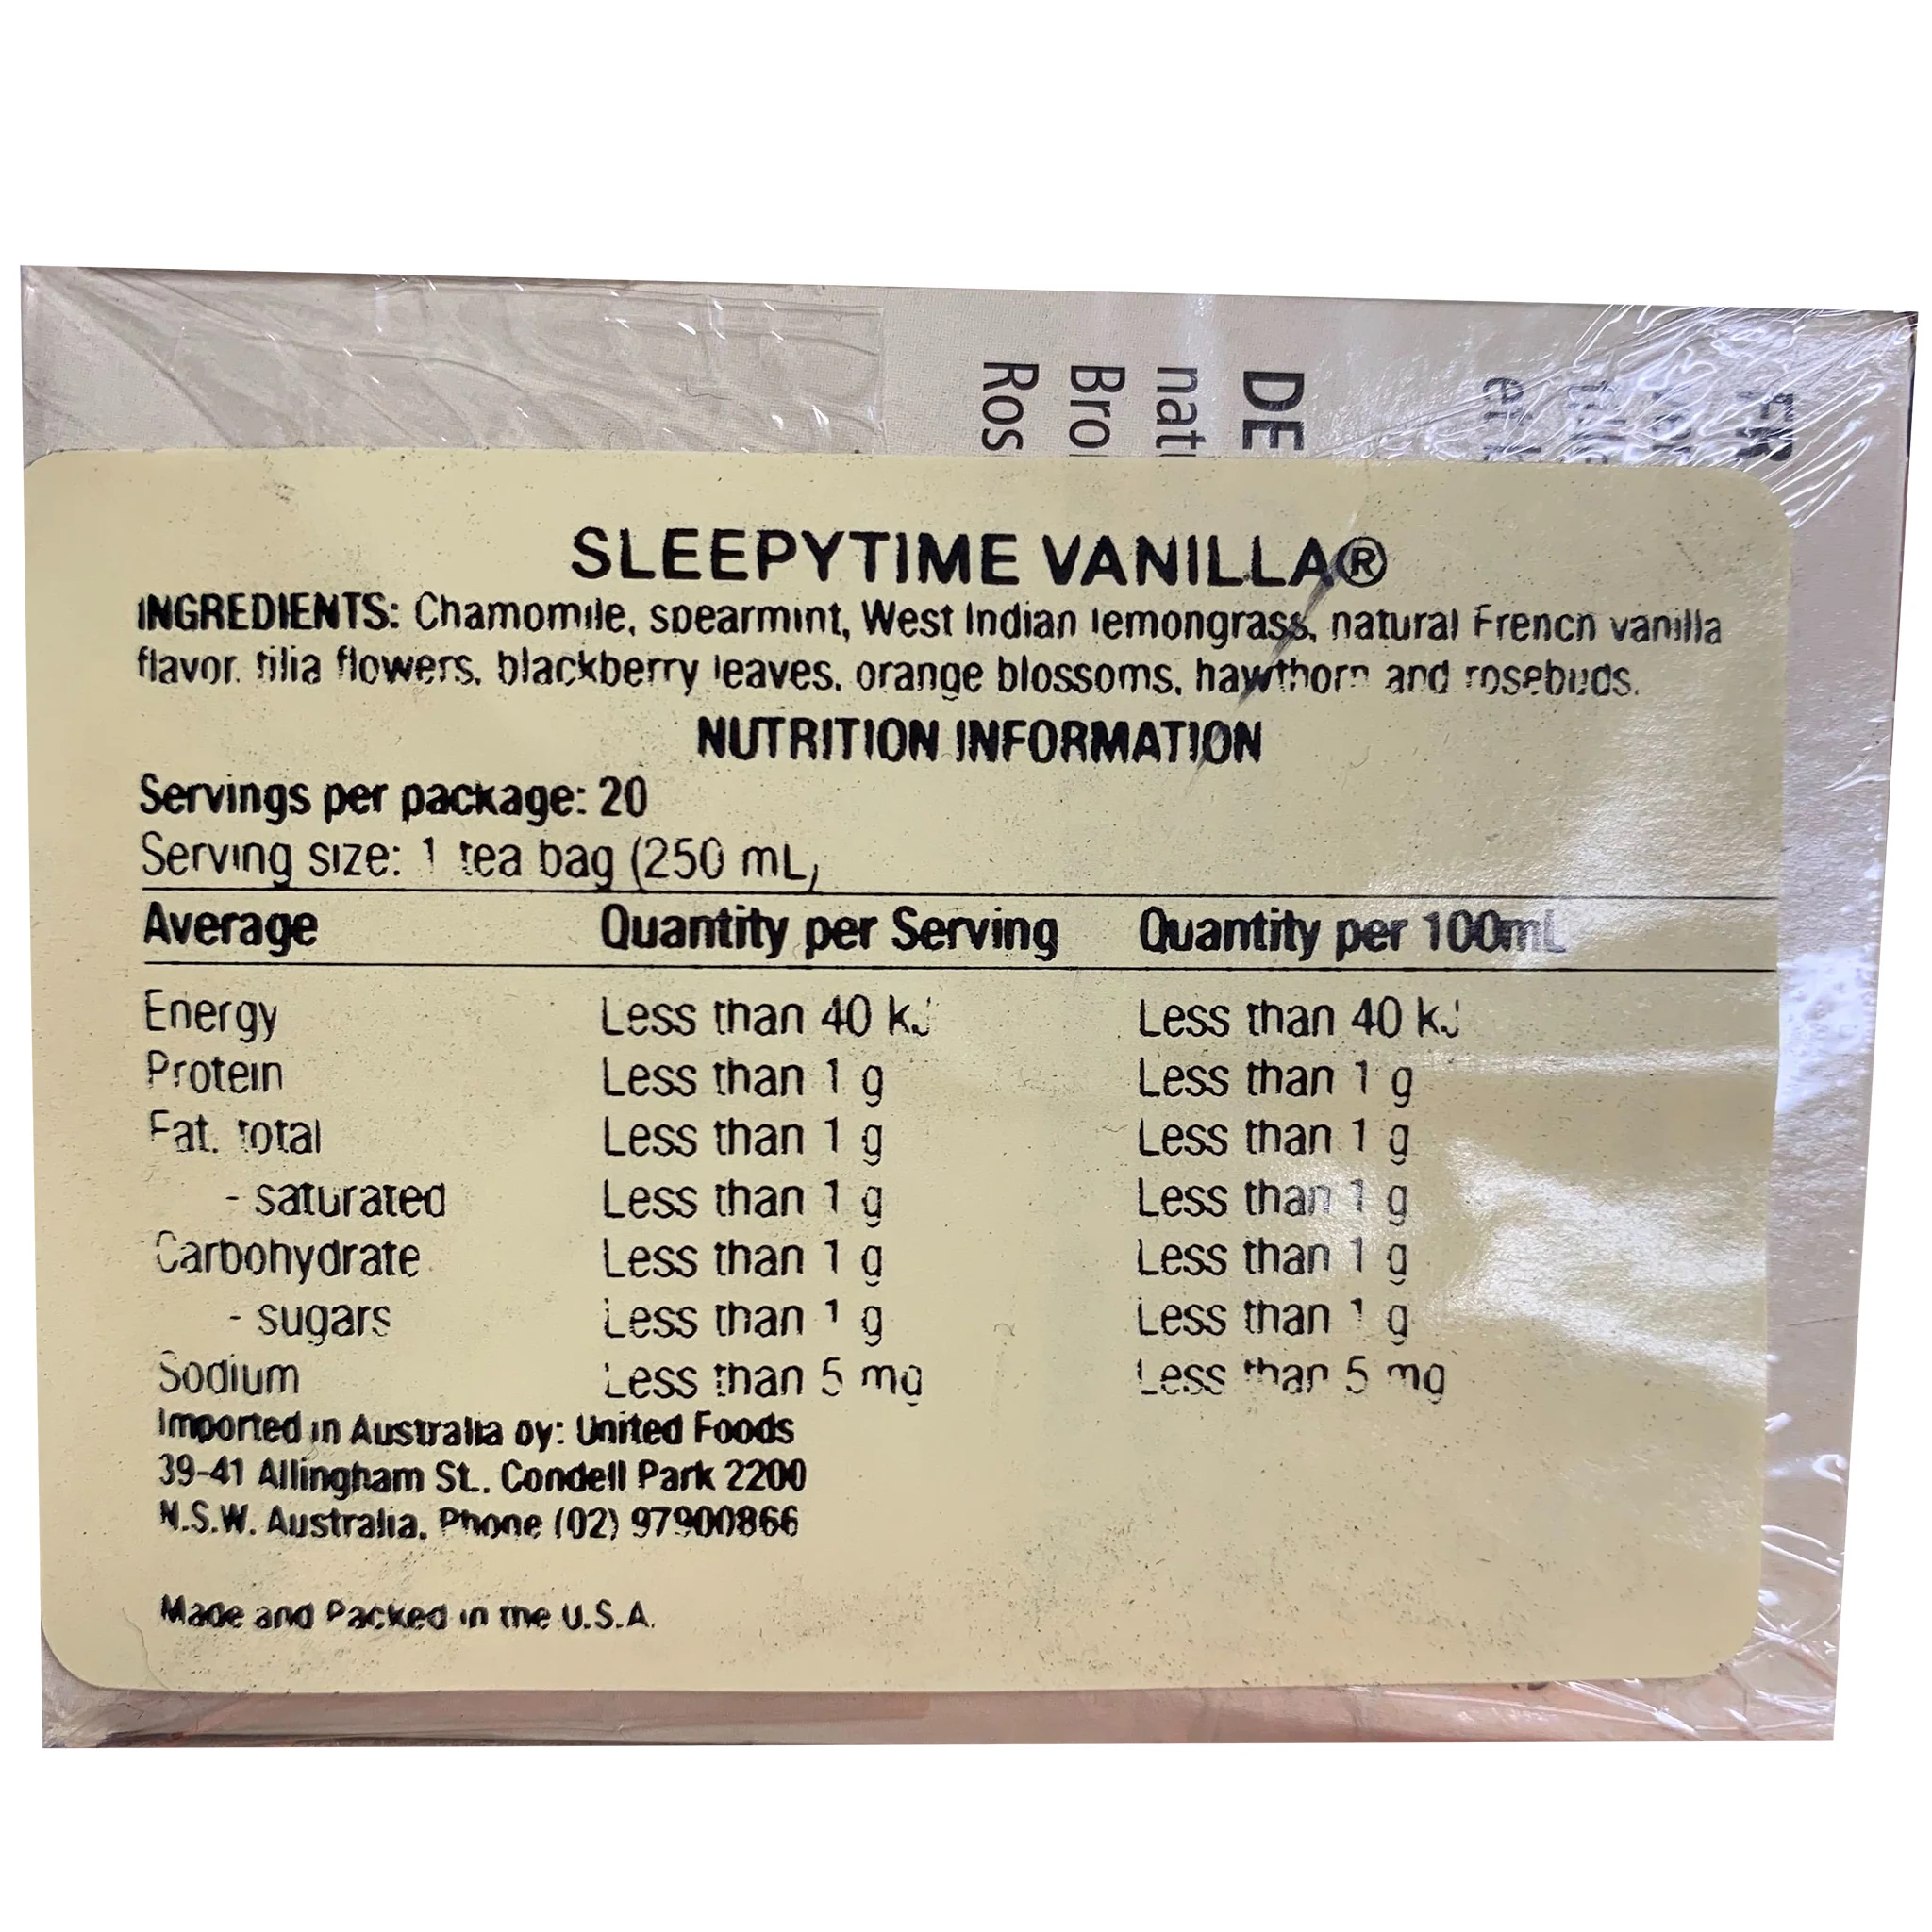 DE
nat
Bro
Ros
SLEEPYTIME VANILLA®
INGREDIENTS: Chamomile, spearmint, West Indian lemongrass, natural French vanilla
flavor, tilia flowers, blackberry leaves, orange blossoms, hawthorn and rosebuds.
NUTRITION INFORMATION
Servings per package: 20
Serving size: 1 tea bag (250 mL)
Average Quantity per Serving Quantity per 100mL
Energy Less than 40 kJ Less than 40 kJ
Protein Less than 1 g Less than 1 g
Fat, total Less than 1 g Less than 1 g
- saturated Less than 1 g Less than 1 g
Carbohydrate Less than 1 g Less than 1 g
- sugars Less than 1 g Less than 1 g
Sodium Less than 5 mg Less than 5 mg
Imported in Australia by: United Foods
39-41 Allingham St., Condell Park 2200
N.S.W. Australia, Phone (02) 97900866
Made and Packed in the U.S.A.